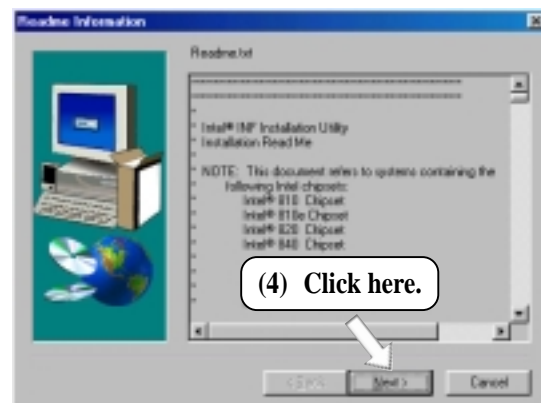 Readme Information
Readme.txt
==================================================
==================================================
*
* Intel® INF Installation Utility
* Installation Read Me
*
* NOTE:  This document refers to systems containing the
*        following Intel chipsets:
*            Intel® 810  Chipset
*            Intel® 810e Chipset
*            Intel® 820  Chipset
*            Intel® 840  Chipset
(4)  Click here.
< Back
Next >
Cancel